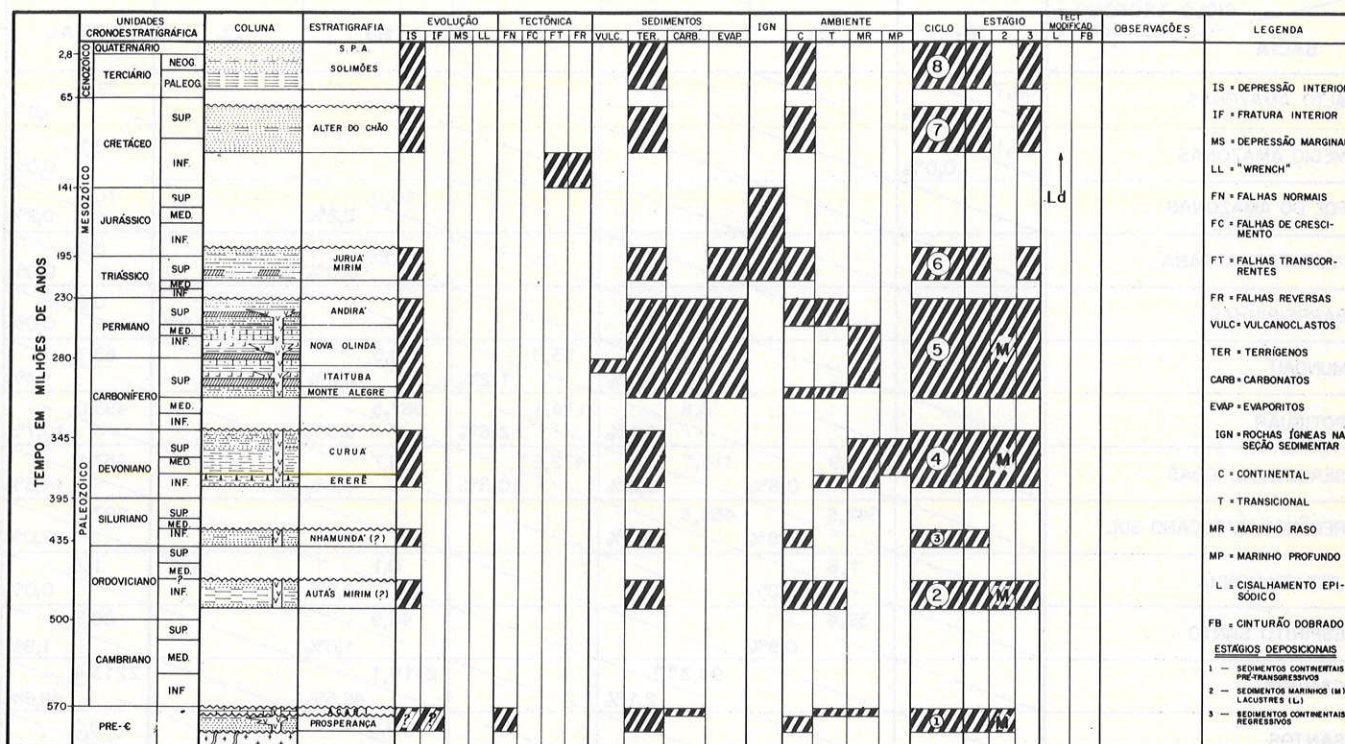 UNIDADES CRONOESTRATIGRÁFICA
COLUNA
ESTRATIGRAFIA
EVOLUÇÃO
IS IF MS LL
TECTÔNICA
FN FC FT FR
SEDIMENTOS
VULC. TER. CARB. EVAP.
IGN
AMBIENTE
C T MR MP
CICLO
ESTÁGIO
1 2 3
TECT MODIFICAD
L FB
OBSERVAÇÕES
LEGENDA
TEMPO EM MILHÕES DE ANOS
CENOZÓICO
QUATERNÁRIO
S. P. A.
2,8
TERCIÁRIO
NEOG.
PALEOG.
SOLIMÕES
8
65
MESOZÓICO
CRETÁCEO
SUP
INF.
ALTER DO CHÃO
7
Ld
141
JURÁSSICO
SUP
MED.
INF.
195
TRIÁSSICO
SUP
MED
INF
JURUÁ MIRIM
6
230
PALEOZÓICO
PERMIANO
SUP
MED.
INF.
ANDIRÁ
NOVA OLINDA
5
M
280
CARBONÍFERO
SUP
MED.
INF.
ITAITUBA
MONTE ALEGRE
345
DEVONIANO
SUP
MED.
INF.
CURUÁ
ERERÊ
4
M
395
SILURIANO
SUP
MED.
INF.
NHAMUNDÁ (?)
3
435
ORDOVICIANO
SUP
MED.
?
INF.
AUTÁS MIRIM (?)
2
M
500
CAMBRIANO
SUP.
MED.
INF
570
PRE-Є
PROSPERANÇA
? ?
1
M
V V V V V V
IS = DEPRESSÃO INTERIOR
IF = FRATURA INTERIOR
MS = DEPRESSÃO MARGINAL
LL = "WRENCH"
FN = FALHAS NORMAIS
FC = FALHAS DE CRESCI-
MENTO
FT = FALHAS TRANSCOR-
RENTES
FR = FALHAS REVERSAS
VULC = VULCANOCLASTOS
TER = TERRÍGENOS
CARB = CARBONATOS
EVAP = EVAPORITOS
IGN = ROCHAS ÍGNEAS NA
SEÇÃO SEDIMENTAR
C = CONTINENTAL
T = TRANSICIONAL
MR = MARINHO RASO
MP = MARINHO PROFUNDO
L = CISALHAMENTO EPI-
SÓDICO
FB = CINTURÃO DOBRADO
ESTÁGIOS DEPOSICIONAIS
1 — SEDIMENTOS CONTINENTAIS
PRÉ-TRANSGRESSIVOS
2 — SEDIMENTOS MARINHOS (M)
LACUSTRES (L)
3 — SEDIMENTOS CONTINENTAIS
REGRESSIVOS